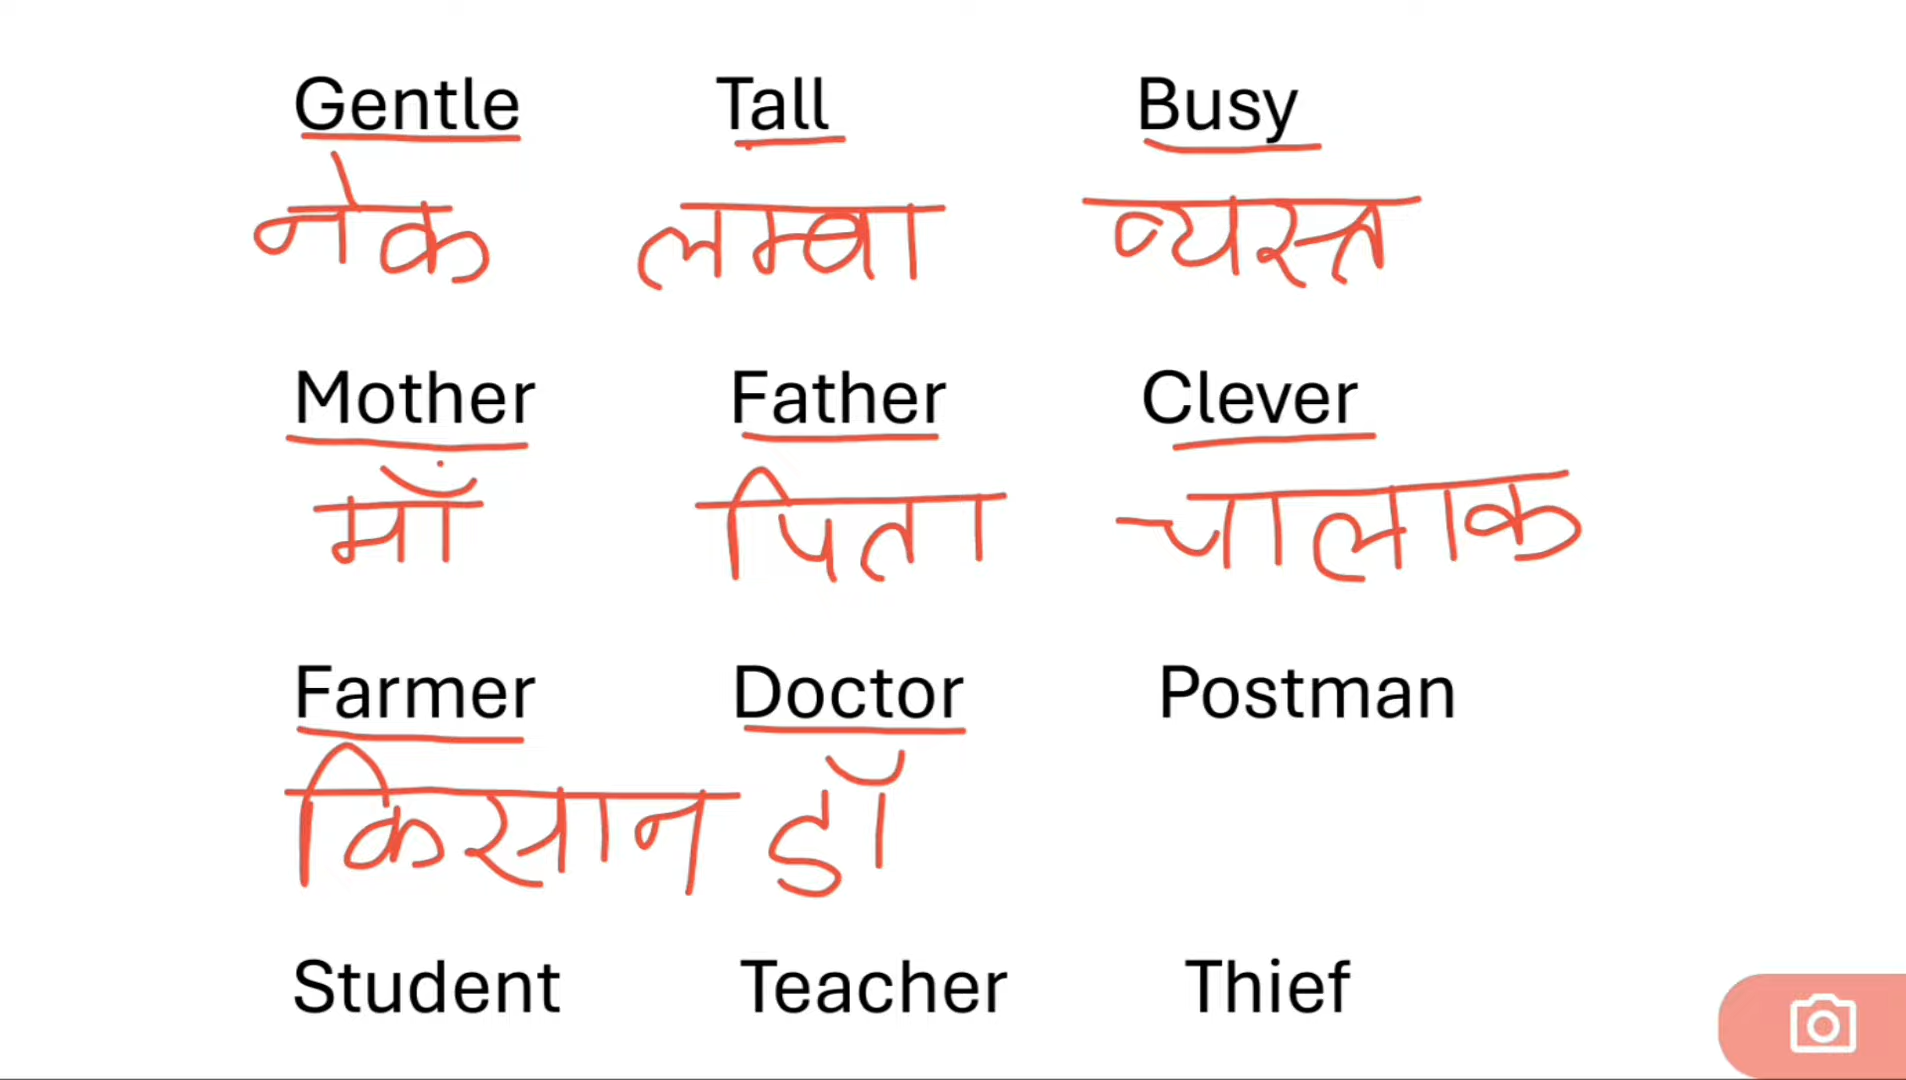 Gentle Tall Busy
नेक लम्बा व्यस्त
Mother Father Clever
माँ पिता चालाक
Farmer Doctor Postman
किसान डॉ
Student Teacher Thief